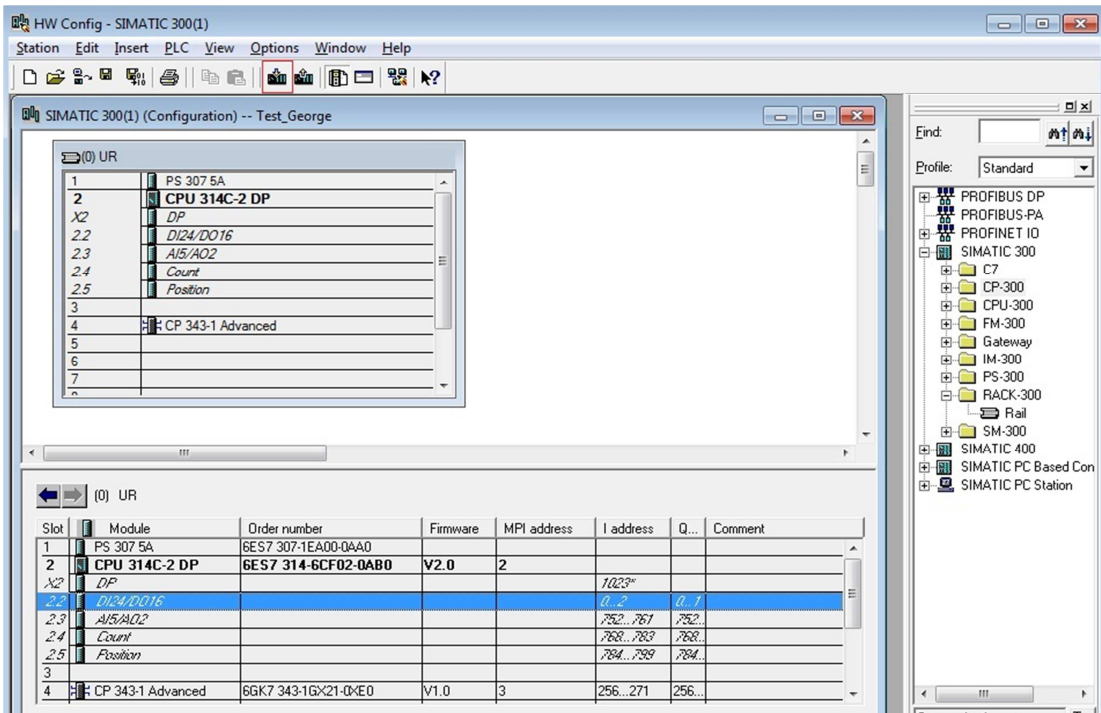 HW Config - SIMATIC 300(1)
Station Edit Insert PLC View Options Window Help
SIMATIC 300(1) (Configuration) -- Test_George
(0) UR
1 PS 307 5A
2 CPU 314C-2 DP
X2 DP
2.2 DI24/DO16
2.3 AI5/AO2
2.4 Count
2.5 Position
3
4 CP 343-1 Advanced
5
6
7
Find:
Profile: Standard
PROFIBUS DP
PROFIBUS-PA
PROFINET IO
SIMATIC 300
C7
CP-300
CPU-300
FM-300
Gateway
IM-300
PS-300
RACK-300
Rail
SM-300
SIMATIC 400
SIMATIC PC Based Con
SIMATIC PC Station
(0) UR
Slot Module Order number Firmware MPI address I address Q... Comment
1 PS 307 5A 6ES7 307-1EA00-0AA0
2 CPU 314C-2 DP 6ES7 314-6CF02-0AB0 V2.0 2
X2 DP 1023*
2.2 DI24/DO16 0...2 0...1
2.3 AI5/AO2 752...761 752...
2.4 Count 768...783 768...
2.5 Position 784...799 784...
3
4 CP 343-1 Advanced 6GK7 343-1GX21-0XE0 V1.0 3 256...271 256...